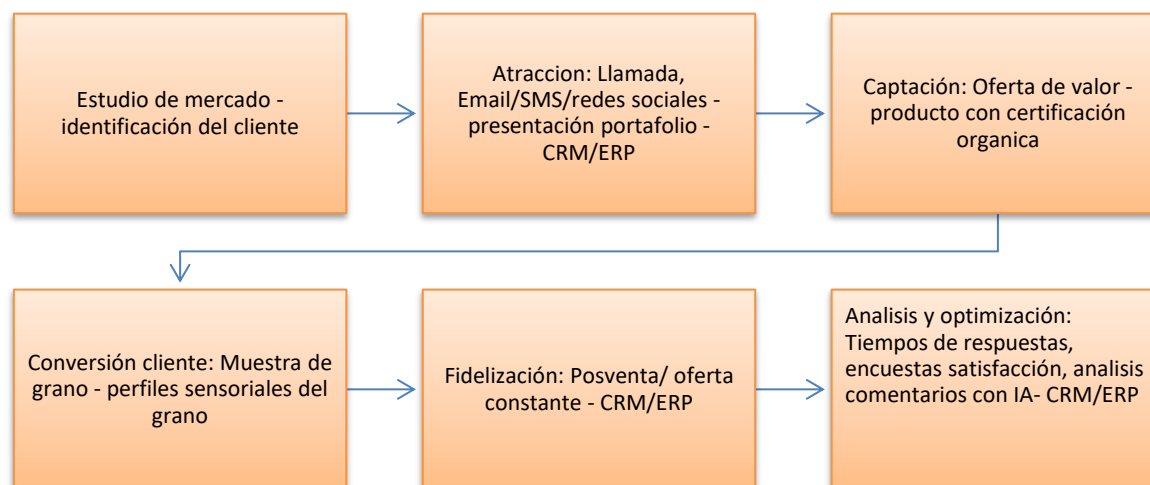 Estudio de mercado -
identificación del cliente
Atraccion: Llamada,
Email/SMS/redes sociales -
presentación portafolio -
CRM/ERP
Captación: Oferta de valor -
producto con certificación
organica
Conversión cliente: Muestra de
grano - perfiles sensoriales del
grano
Fidelización: Posventa/ oferta
constante - CRM/ERP
Analisis y optimización:
Tiempos de respuestas,
encuestas satisfacción, analisis
comentarios con IA- CRM/ERP